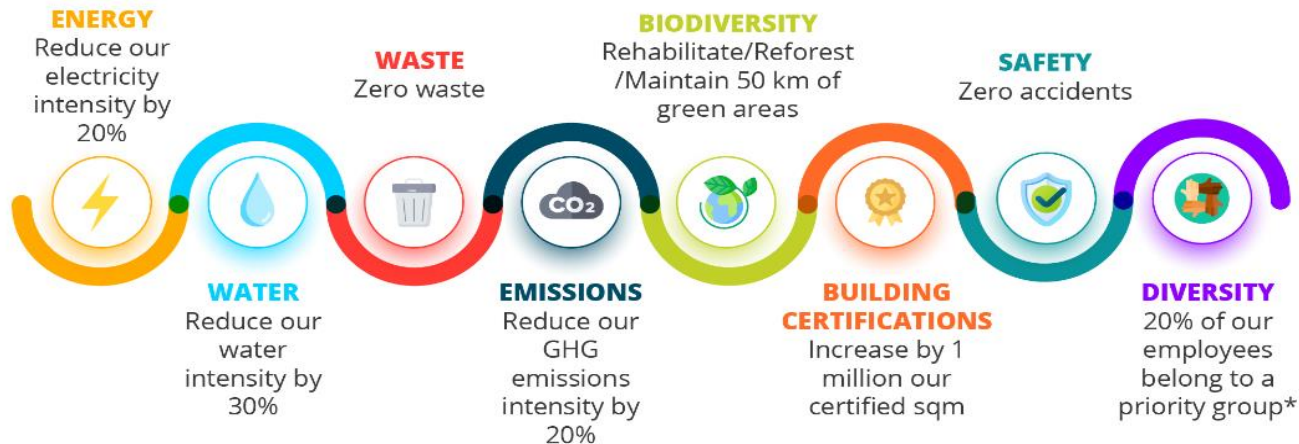 ENERGY
Reduce our
electricity
intensity by
20%
WATER
Reduce our
water
intensity by
30%
WASTE
Zero waste
CO₂
EMISSIONS
Reduce our
GHG
emissions
intensity by
20%
BIODIVERSITY
Rehabilitate/Reforest
/Maintain 50 km of
green areas
BUILDING
CERTIFICATIONS
Increase by 1
million our
certified sqm
SAFETY
Zero accidents
DIVERSITY
20% of our
employees
belong to a
priority group*